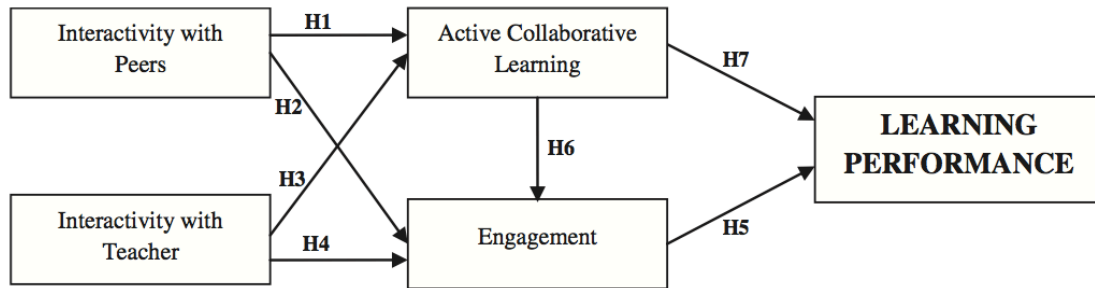 Interactivity with
Peers
H1
Active Collaborative
Learning
H7
H2
LEARNING
PERFORMANCE
H6
H3
Interactivity with
Teacher
H4
Engagement
H5